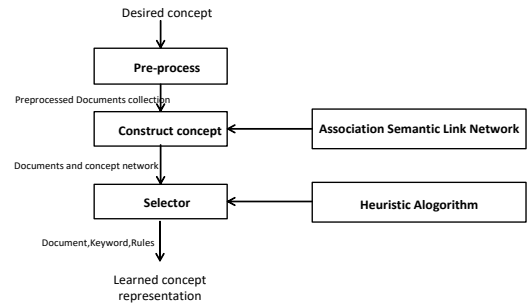 Desired concept
Pre-process
Preprocessed Documents collection
Construct concept
Association Semantic Link Network
Documents and concept network
Selector
Heuristic Alogorithm
Document,Keyword,Rules
Learned concept
representation